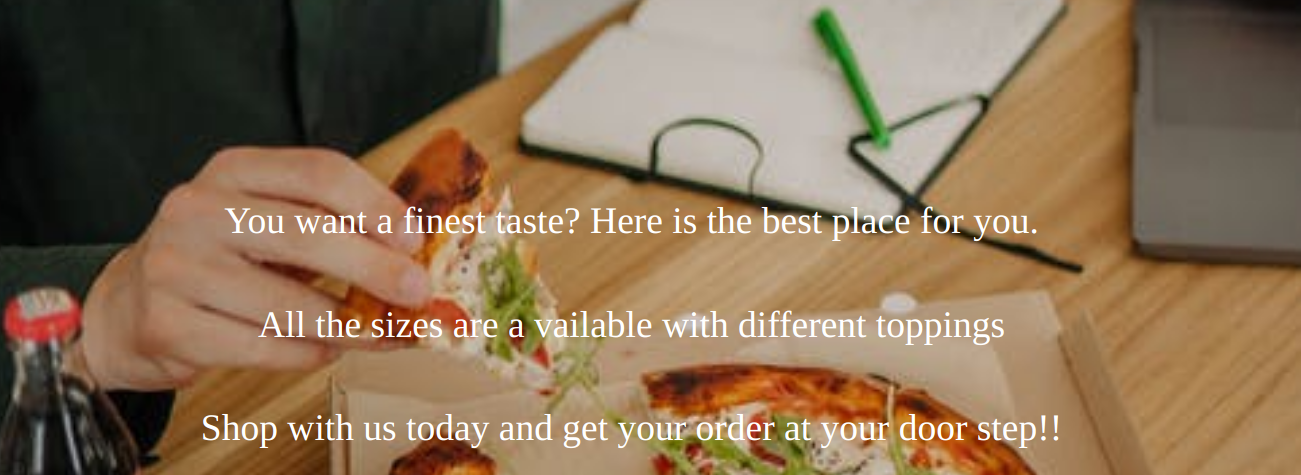 You want a finest taste? Here is the best place for you.
All the sizes are a vailable with different toppings
Shop with us today and get your order at your door step!!